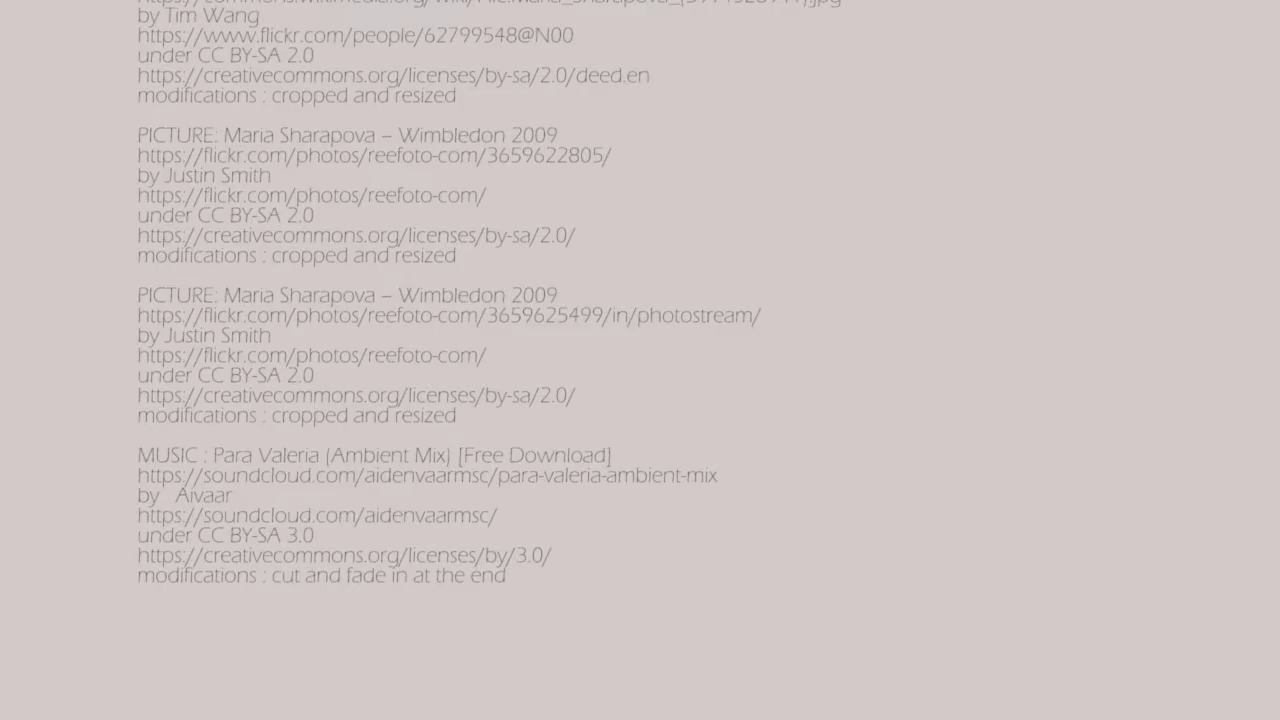 by Tim Wang
https://www.flickr.com/people/62799548@N00
under CC BY-SA 2.0
https://creativecommons.org/licenses/by-sa/2.0/deed.en
modifications : cropped and resized
PICTURE: Maria Sharapova – Wimbledon 2009
https://flickr.com/photos/reefoto-com/3659622805/
by Justin Smith
https://flickr.com/photos/reefoto-com/
under CC BY-SA 2.0
https://creativecommons.org/licenses/by-sa/2.0/
modifications : cropped and resized
PICTURE: Maria Sharapova – Wimbledon 2009
https://flickr.com/photos/reefoto-com/3659625499/in/photostream/
by Justin Smith
https://flickr.com/photos/reefoto-com/
under CC BY-SA 2.0
https://creativecommons.org/licenses/by-sa/2.0/
modifications : cropped and resized
MUSIC : Para Valeria (Ambient Mix) [Free Download]
https://soundcloud.com/aidenvaarmsc/para-valeria-ambient-mix
by Aivaar
https://soundcloud.com/aidenvaarmsc/
under CC BY-SA 3.0
https://creativecommons.org/licenses/by/3.0/
modifications : cut and fade in at the end